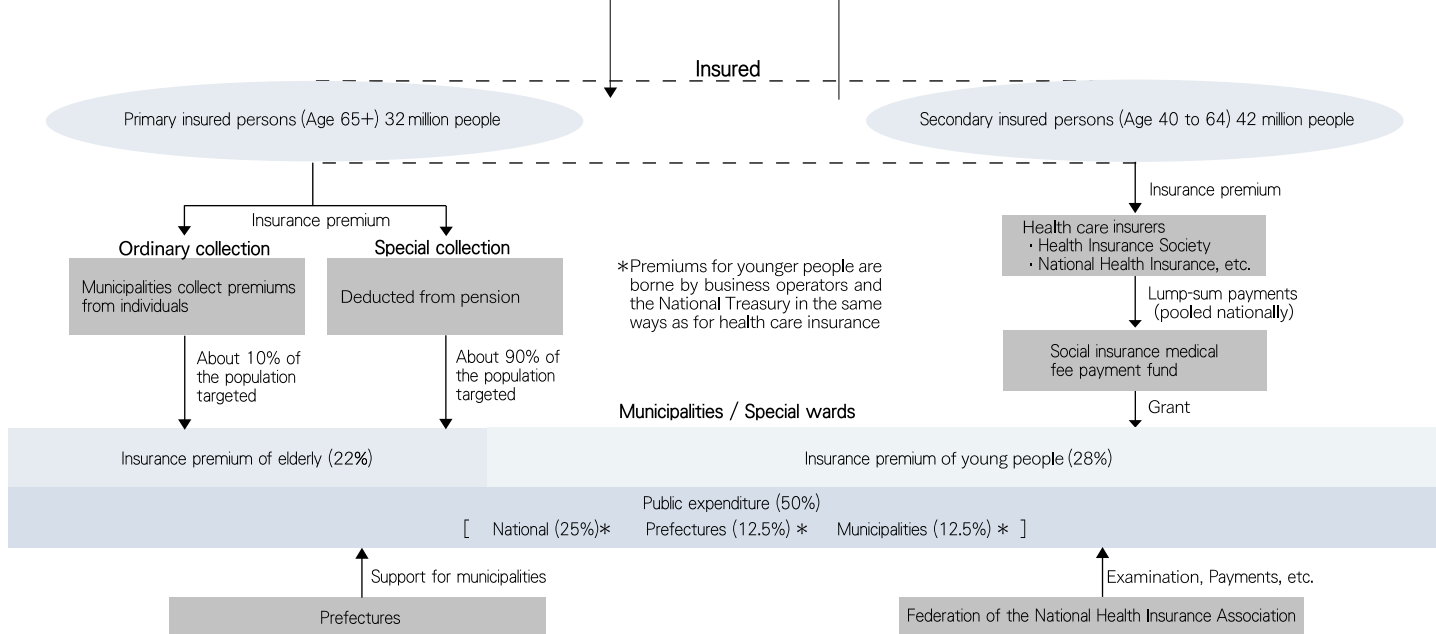 Insured
Primary insured persons (Age 65+) 32 million people
Secondary insured persons (Age 40 to 64) 42 million people
Insurance premium
Ordinary collection
Special collection
Municipalities collect premiums
from individuals
Deducted from pension
About 10% of
the population
targeted
About 90% of
the population
targeted
*Premiums for younger people are
borne by business operators and
the National Treasury in the same
ways as for health care insurance
Insurance premium
Health care insurers
· Health Insurance Society
· National Health Insurance, etc.
Lump-sum payments
(pooled nationally)
Social insurance medical
fee payment fund
Grant
Municipalities / Special wards
Insurance premium of elderly (22%)
Insurance premium of young people (28%)
Public expenditure (50%)
[ National (25%)* Prefectures (12.5%) * Municipalities (12.5%) * ]
Support for municipalities
Prefectures
Examination, Payments, etc.
Federation of the National Health Insurance Association